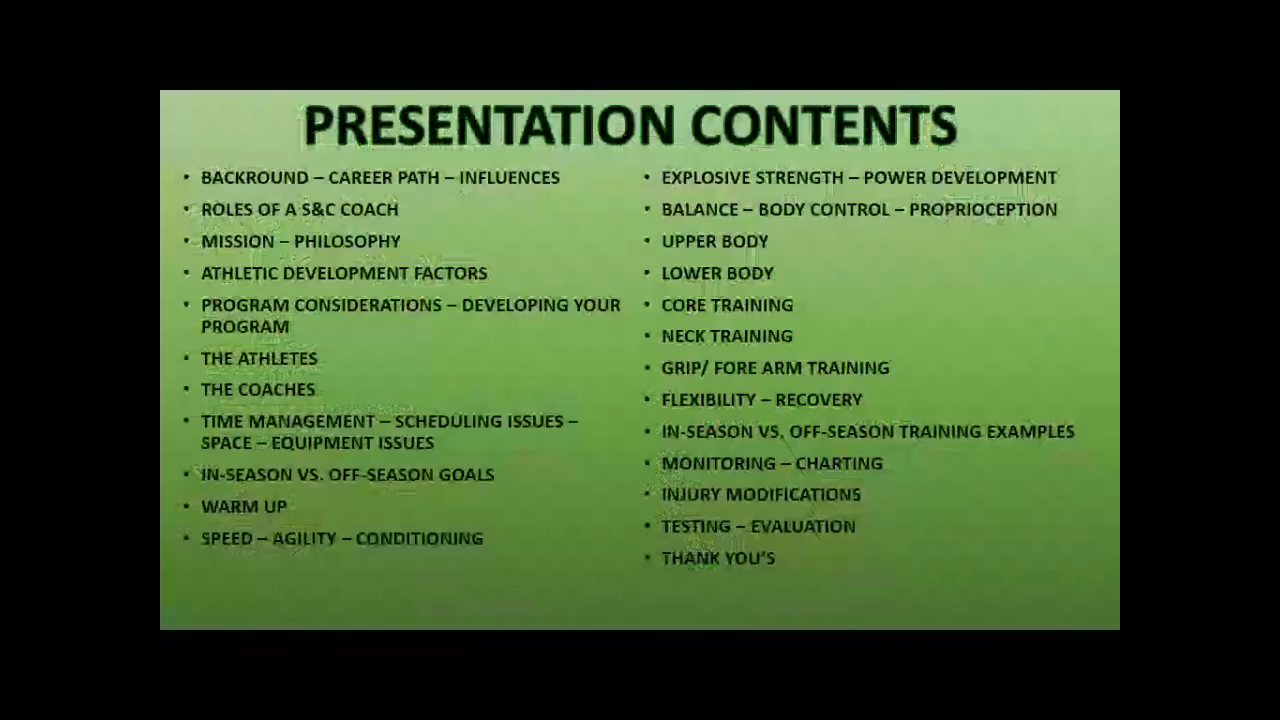 PRESENTATION CONTENTS
• BACKROUND – CAREER PATH – INFLUENCES
• ROLES OF A S&C COACH
• MISSION – PHILOSOPHY
• ATHLETIC DEVELOPMENT FACTORS
• PROGRAM CONSIDERATIONS – DEVELOPING YOUR
PROGRAM
• THE ATHLETES
• THE COACHES
• TIME MANAGEMENT – SCHEDULING ISSUES –
SPACE – EQUIPMENT ISSUES
• IN-SEASON VS. OFF-SEASON GOALS
• WARM UP
• SPEED – AGILITY – CONDITIONING
• EXPLOSIVE STRENGTH – POWER DEVELOPMENT
• BALANCE – BODY CONTROL – PROPRIOCEPTION
• UPPER BODY
• LOWER BODY
• CORE TRAINING
• NECK TRAINING
• GRIP/ FORE ARM TRAINING
• FLEXIBILITY – RECOVERY
• IN-SEASON VS. OFF-SEASON TRAINING EXAMPLES
• MONITORING – CHARTING
• INJURY MODIFICATIONS
• TESTING – EVALUATION
• THANK YOU'S